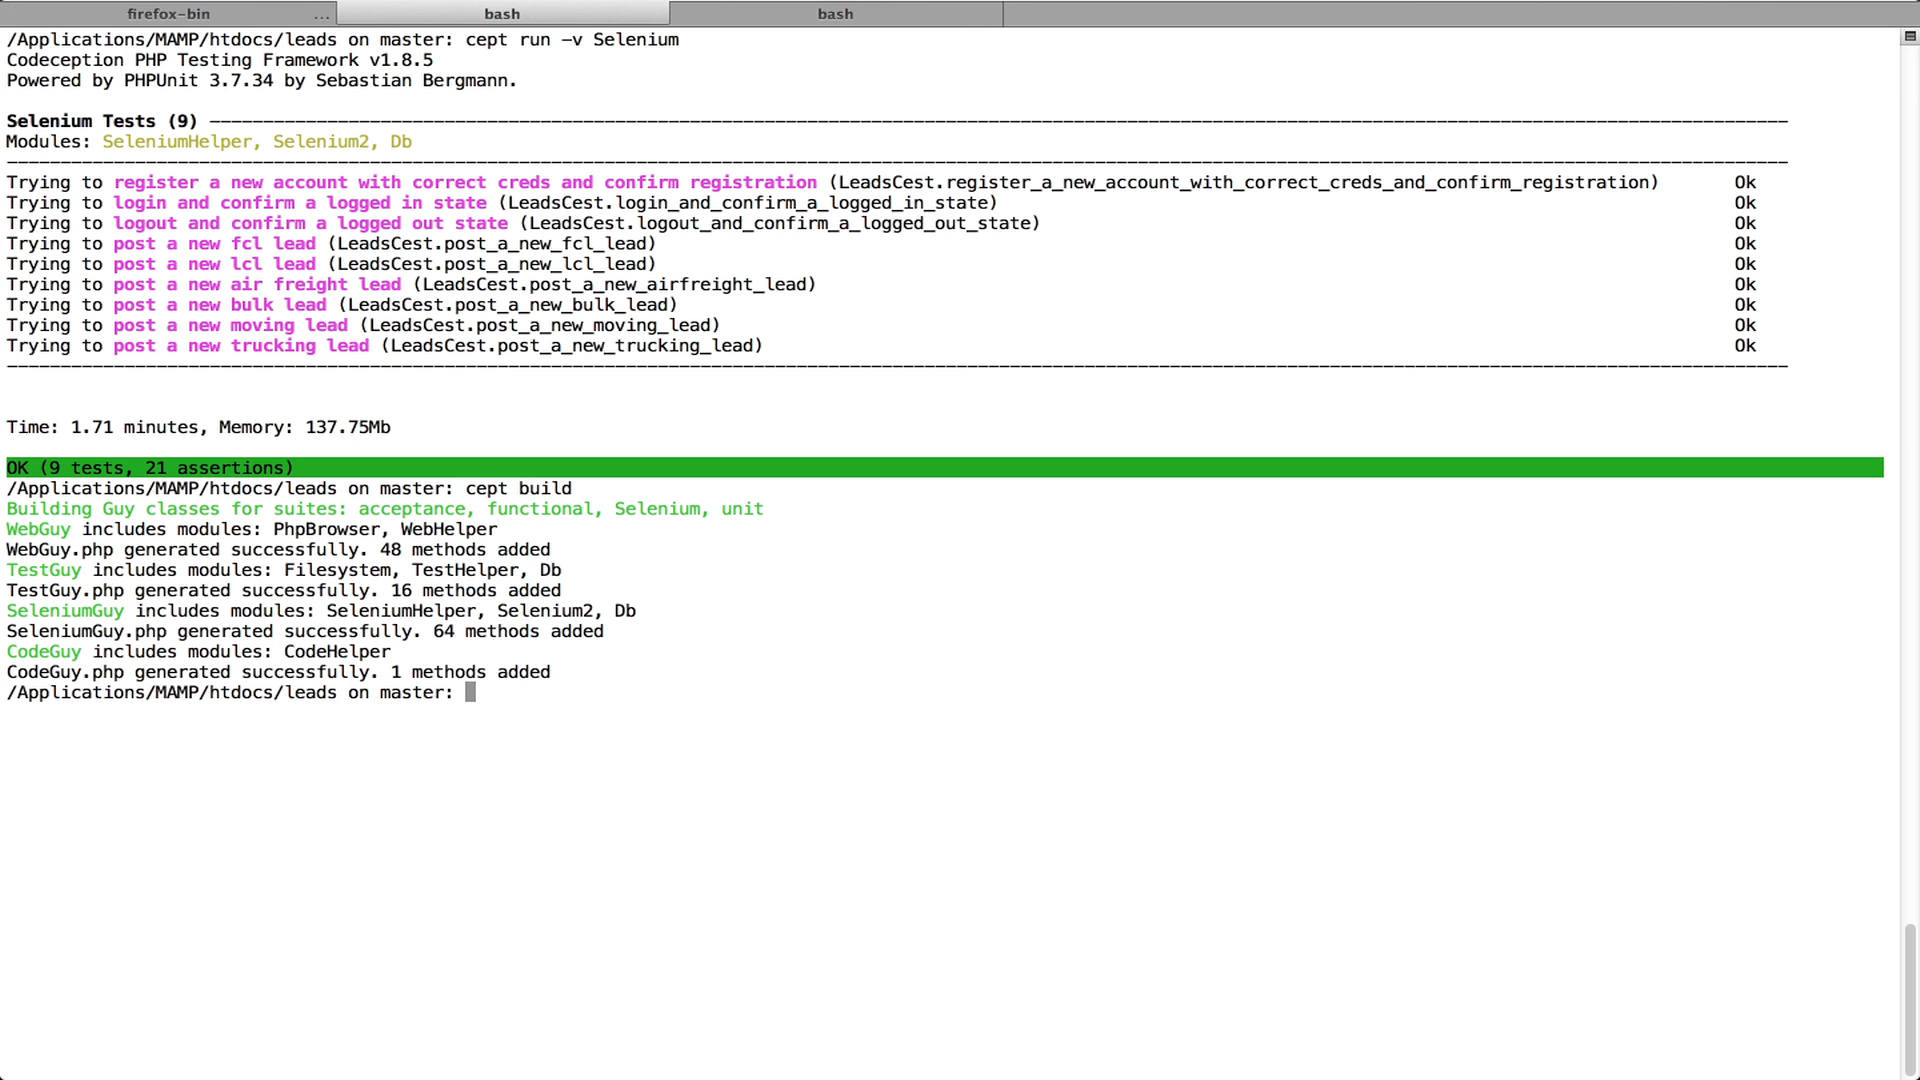 firefox-bin ... bash bash
/Applications/MAMP/htdocs/leads on master: cept run -v Selenium
Codeception PHP Testing Framework v1.8.5
Powered by PHPUnit 3.7.34 by Sebastian Bergmann.
Selenium Tests (9) ----------
Modules: SeleniumHelper, Selenium2, Db
Trying to register a new account with correct creds and confirm registration (LeadsCest.register_a_new_account_with_correct_creds_and_confirm_registration) Ok
Trying to login and confirm a logged in state (LeadsCest.login_and_confirm_a_logged_in_state) Ok
Trying to logout and confirm a logged out state (LeadsCest.logout_and_confirm_a_logged_out_state) Ok
Trying to post a new fcl lead (LeadsCest.post_a_new_fcl_lead) Ok
Trying to post a new lcl lead (LeadsCest.post_a_new_lcl_lead) Ok
Trying to post a new air freight lead (LeadsCest.post_a_new_airfreight_lead) Ok
Trying to post a new bulk lead (LeadsCest.post_a_new_bulk_lead) Ok
Trying to post a new moving lead (LeadsCest.post_a_new_moving_lead) Ok
Trying to post a new trucking lead (LeadsCest.post_a_new_trucking_lead) Ok
Time: 1.71 minutes, Memory: 137.75Mb
OK (9 tests, 21 assertions)
/Applications/MAMP/htdocs/leads on master: cept build
Building Guy classes for suites: acceptance, functional, Selenium, unit
WebGuy includes modules: PhpBrowser, WebHelper
WebGuy.php generated successfully. 48 methods added
TestGuy includes modules: Filesystem, TestHelper, Db
TestGuy.php generated successfully. 16 methods added
SeleniumGuy includes modules: SeleniumHelper, Selenium2, Db
SeleniumGuy.php generated successfully. 64 methods added
CodeGuy includes modules: CodeHelper
CodeGuy.php generated successfully. 1 methods added
/Applications/MAMP/htdocs/leads on master: